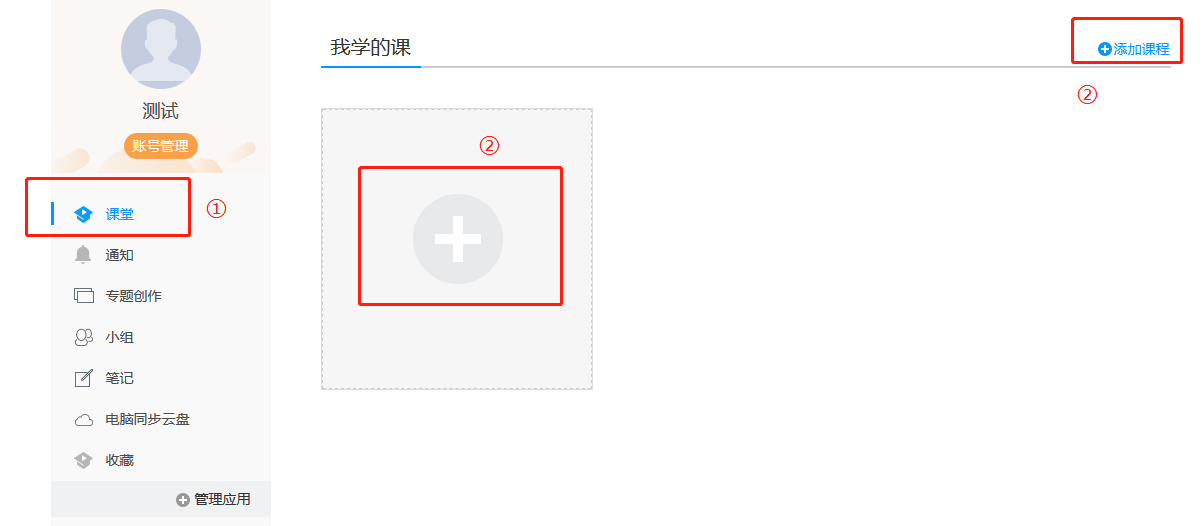 测试
账号管理
课堂
①
通知
专题创作
小组
笔记
电脑同步云盘
收藏
管理应用
我学的课
添加课程
②
②